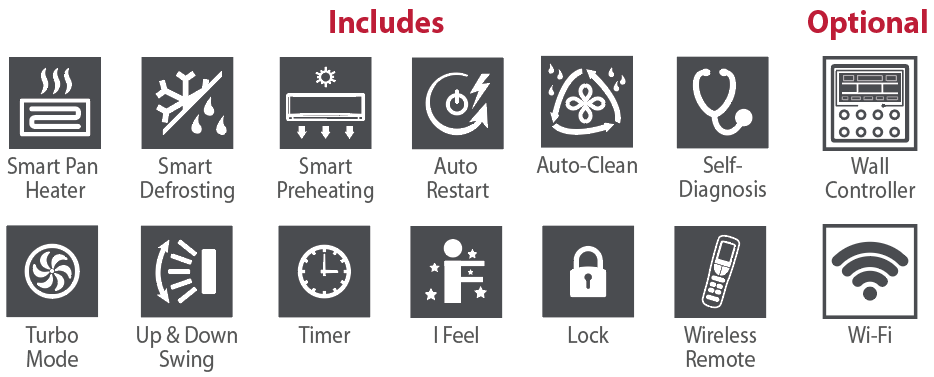 Includes
Optional
Smart Pan
Heater
Smart
Defrosting
Smart
Preheating
Auto
Restart
Auto-Clean
Self-
Diagnosis
Wall
Controller
Turbo
Mode
Up & Down
Swing
Timer
I Feel
Lock
Wireless
Remote
Wi-Fi